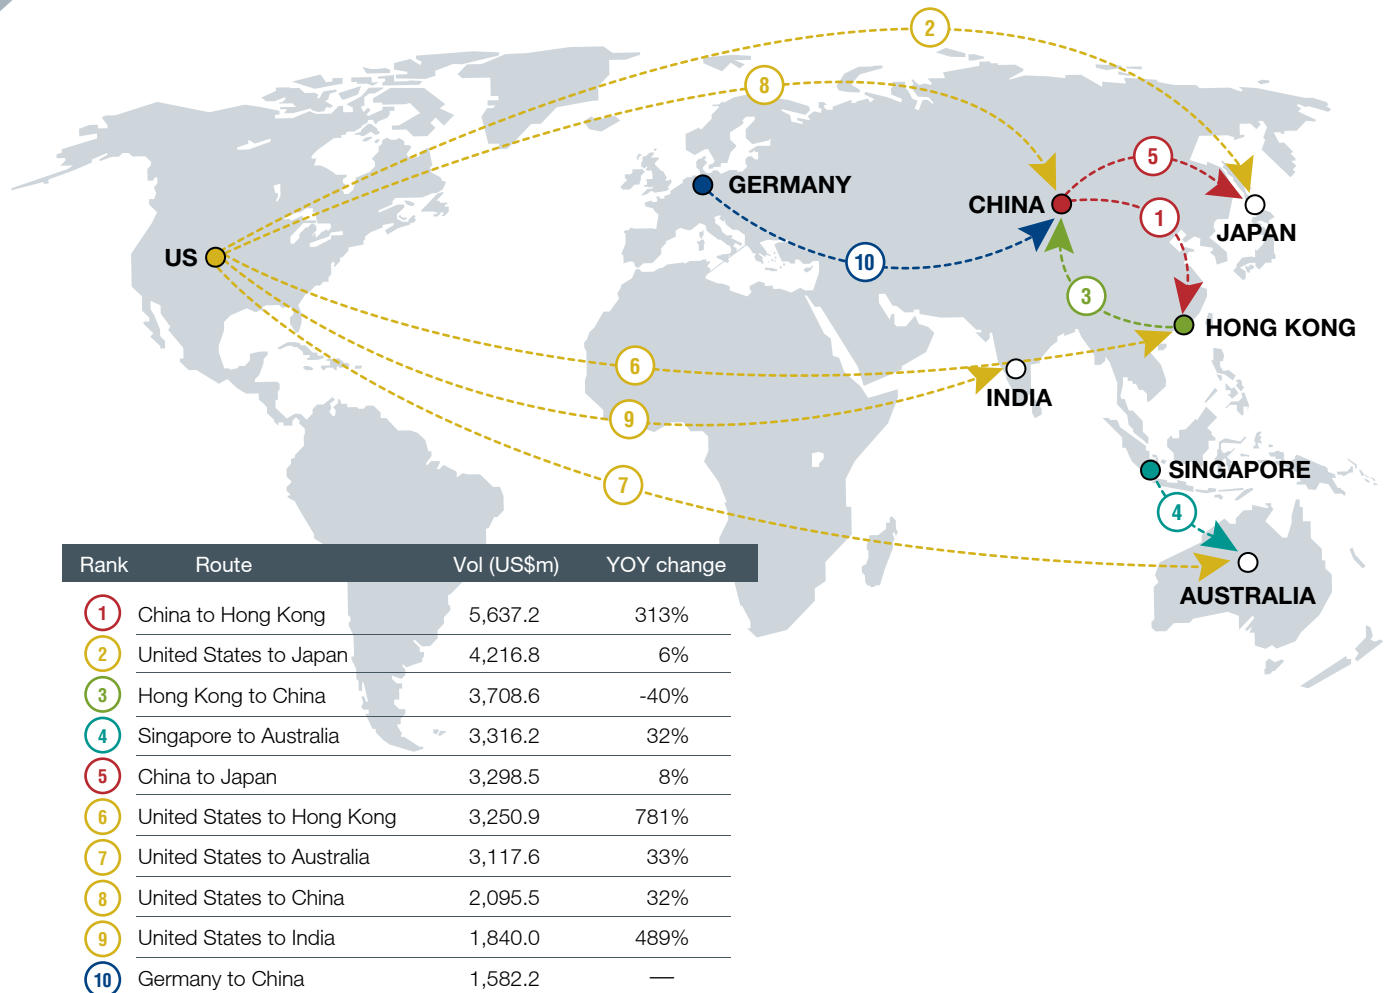 2
8
5
GERMANY
CHINA
1
JAPAN
US
10
3
HONG KONG
6
INDIA
9
SINGAPORE
7
4
AUSTRALIA
Rank Route Vol (US$m) YOY change
1 China to Hong Kong 5,637.2 313%
2 United States to Japan 4,216.8 6%
3 Hong Kong to China 3,708.6 -40%
4 Singapore to Australia 3,316.2 32%
5 China to Japan 3,298.5 8%
6 United States to Hong Kong 3,250.9 781%
7 United States to Australia 3,117.6 33%
8 United States to China 2,095.5 32%
9 United States to India 1,840.0 489%
10 Germany to China 1,582.2 —